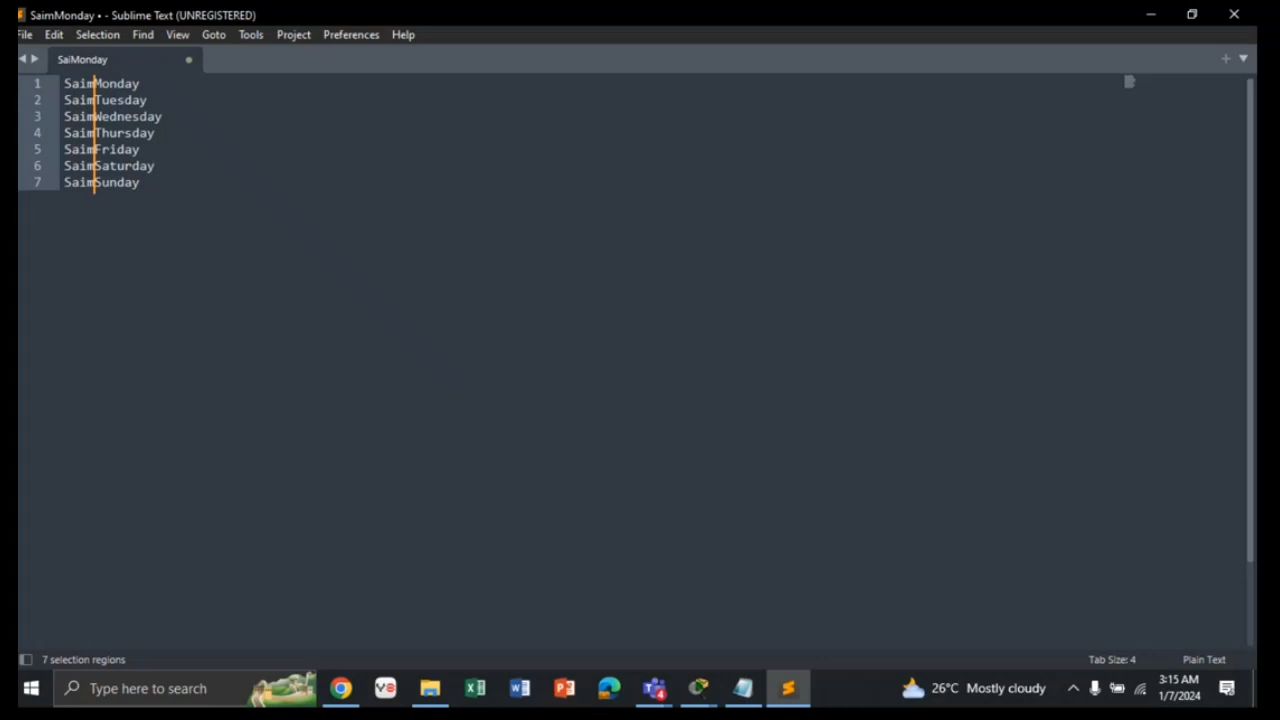 SaimMonday • - Sublime Text (UNREGISTERED)
File Edit Selection Find View Goto Tools Project Preferences Help
SaiMonday
1 SaimMonday
2 SaimTuesday
3 SaimWednesday
4 SaimThursday
5 SaimFriday
6 SaimSaturday
7 SaimSunday
7 selection regions Tab Size: 4 Plain Text
Type here to search 4 26°C Mostly cloudy 3:15 AM
1/7/2024